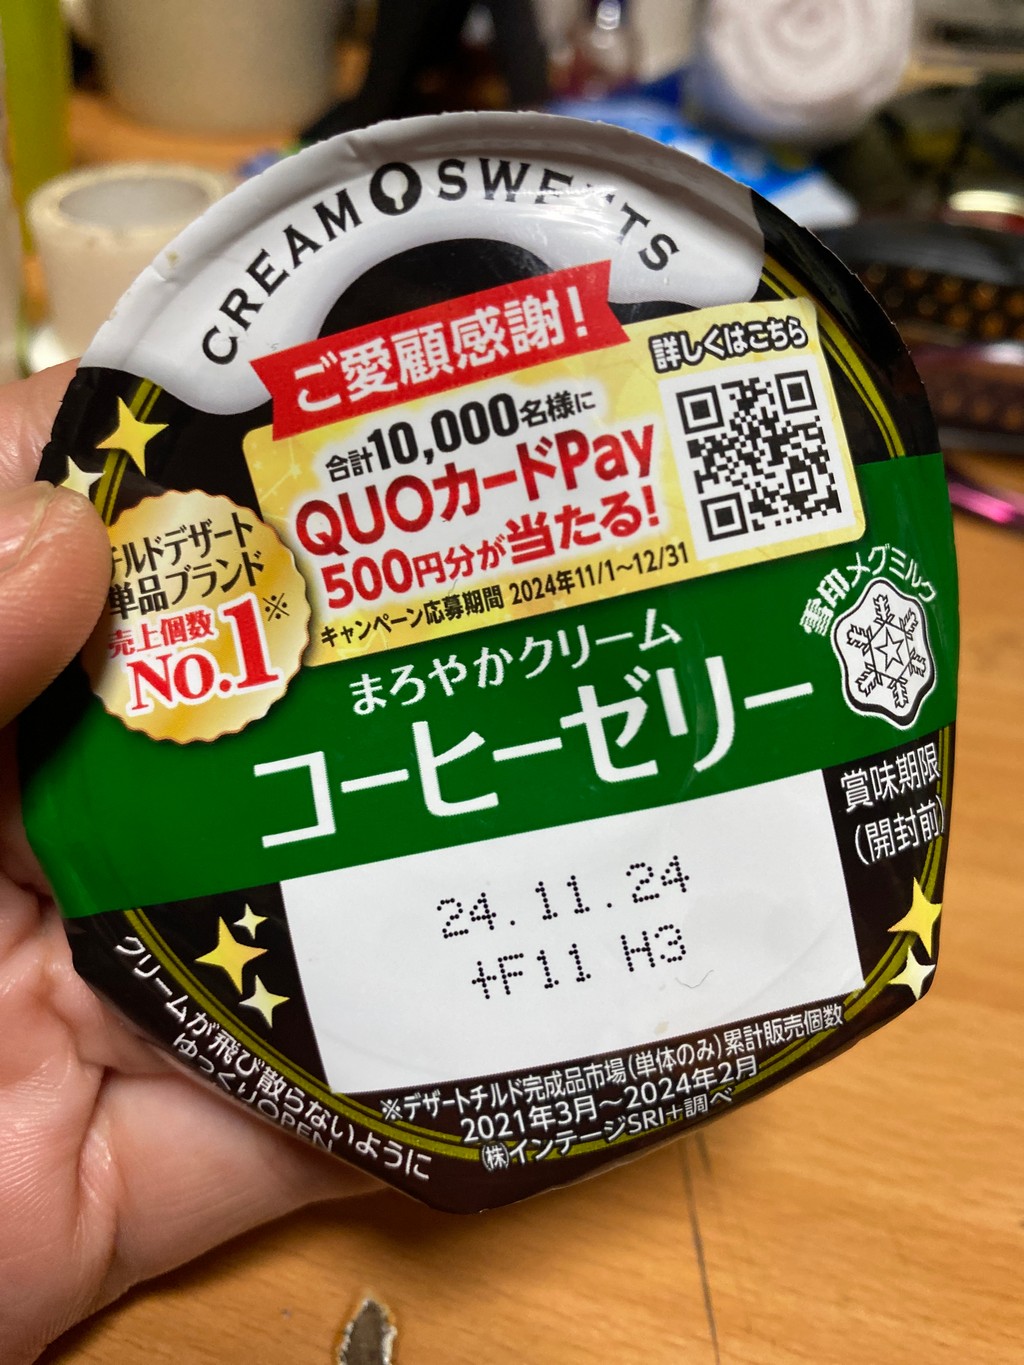 CREAM SWEETS
ご愛顧感謝!
詳しくはこちら
合計10,000名様に
QUOカードPay
500円分が当たる!
キャンペーン応募期間 2024年11/1～12/31
チルドデザート
単品ブランド
売上個数
No.1※
雪印メグミルク
まろやかクリーム
コーヒーゼリー
賞味期限
(開封前)
24.11.24
+F11 H3
クリームが飛び散らないように
ゆっくりOPEN
※デザートチルド完成品市場(単体のみ)累計販売個数
2021年3月～2024年2月
㈱インテージSRI+調べ